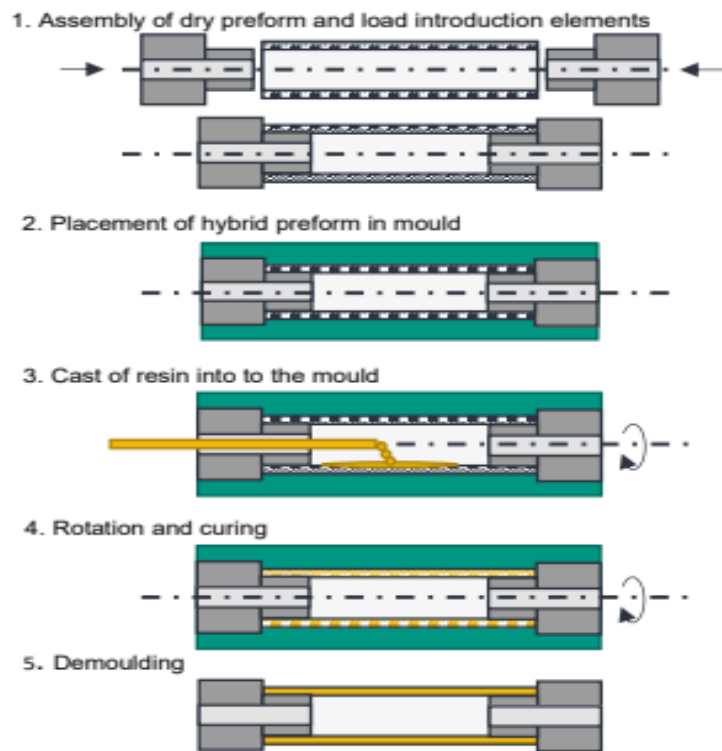 1. Assembly of dry preform and load introduction elements
2. Placement of hybrid preform in mould
3. Cast of resin into to the mould
4. Rotation and curing
5. Demoulding